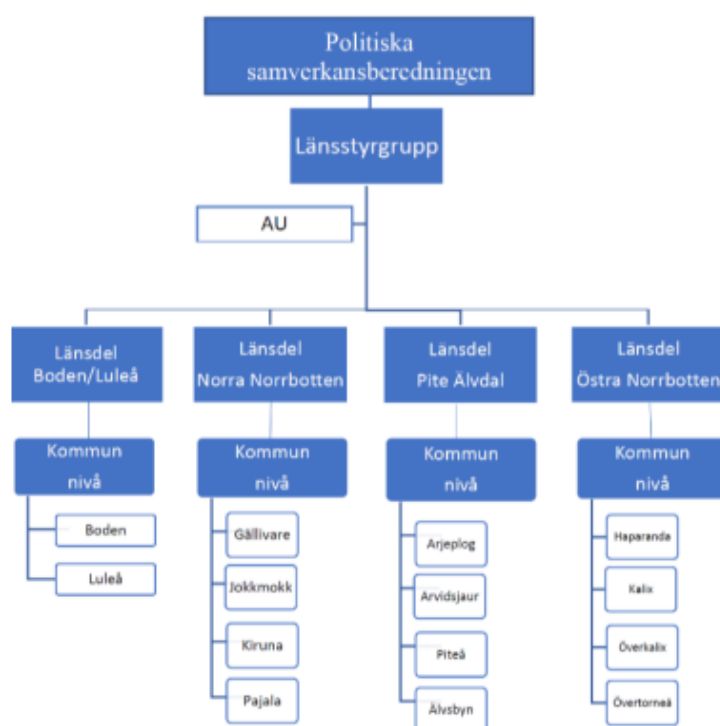 Politiska
samverkansberedningen
Länsstyrgrupp
AU
Länsdel
Boden/Luleå
Kommun
nivå
Boden
Luleå
Länsdel
Norra Norrbotten
Kommun
nivå
Gällivare
Jokkmokk
Kiruna
Pajala
Länsdel
Pite Älvdal
Kommun
nivå
Arjeplog
Arvidsjaur
Piteå
Älvsbyn
Länsdel
Östra Norrbotten
Kommun
nivå
Haparanda
Kalix
Överkalix
Övertorneå